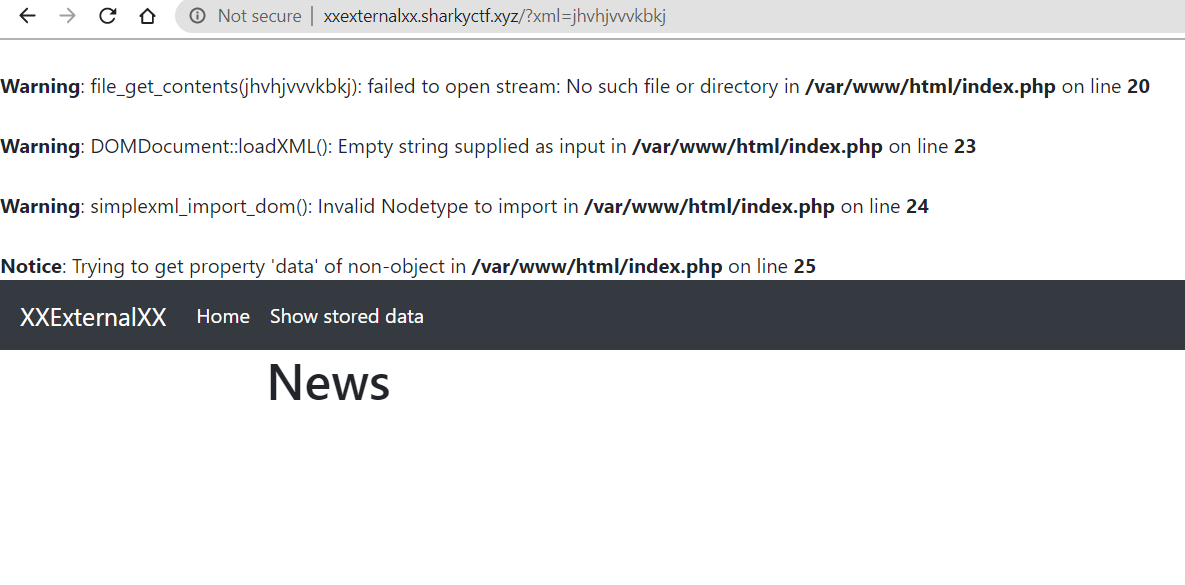 Not secure | xxexternalxx.sharkyctf.xyz/?xml=jhvhjvvvkbkj
Warning: file_get_contents(jhvhjvvvkbkj): failed to open stream: No such file or directory in /var/www/html/index.php on line 20
Warning: DOMDocument::loadXML(): Empty string supplied as input in /var/www/html/index.php on line 23
Warning: simplexml_import_dom(): Invalid Nodetype to import in /var/www/html/index.php on line 24
Notice: Trying to get property 'data' of non-object in /var/www/html/index.php on line 25
XXExternalXX Home Show stored data
News